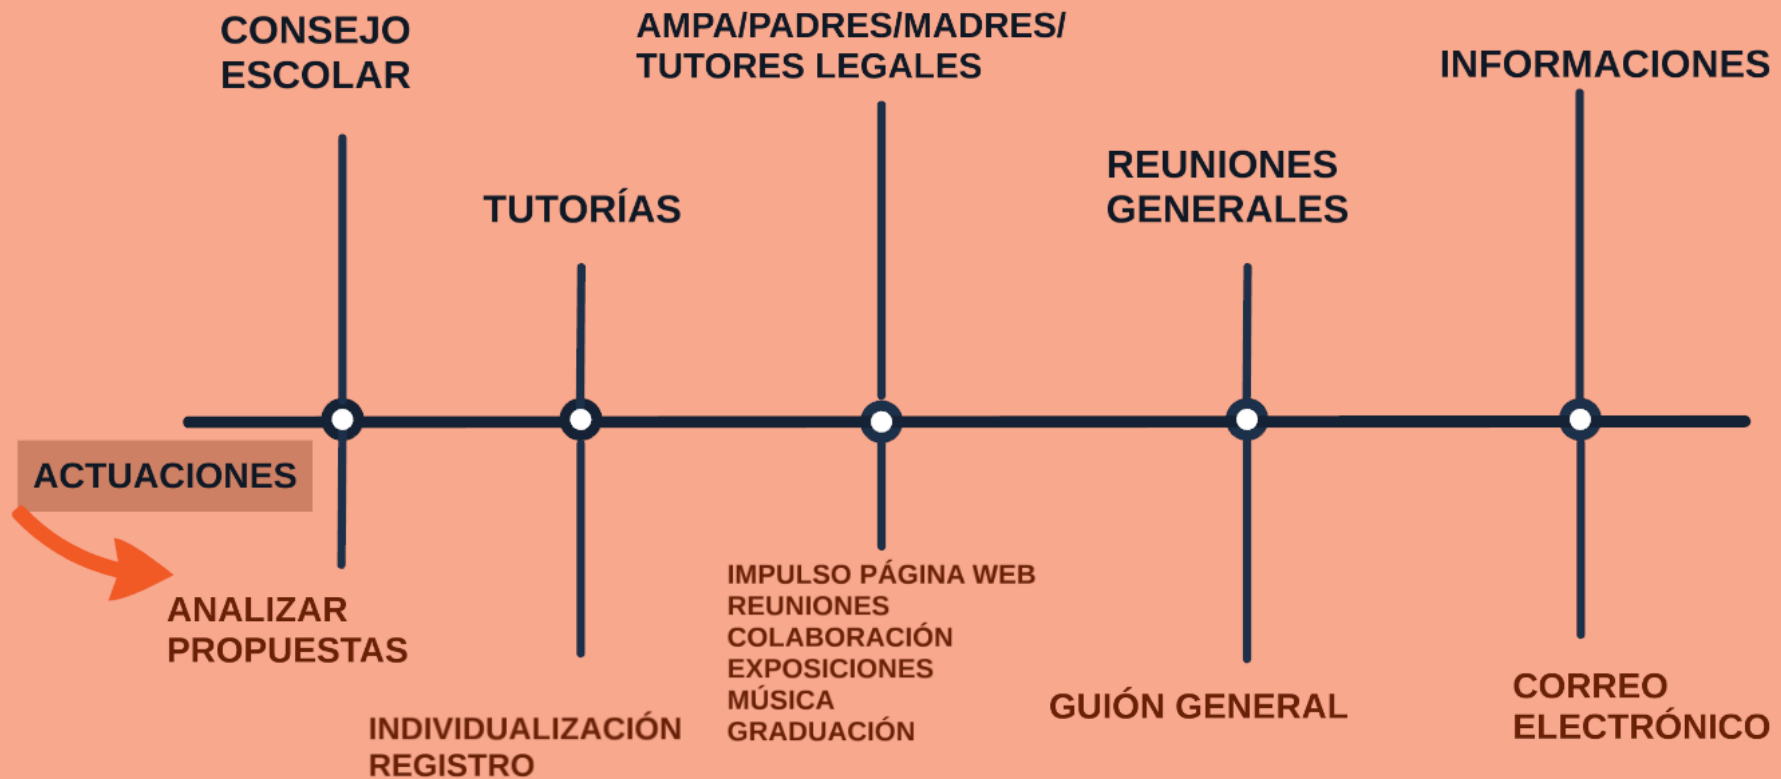 CONSEJO
ESCOLAR
AMPA/PADRES/MADRES/
TUTORES LEGALES
INFORMACIONES
TUTORÍAS
REUNIONES
GENERALES
ACTUACIONES
ANALIZAR
PROPUESTAS
INDIVIDUALIZACIÓN
REGISTRO
IMPULSO PÁGINA WEB
REUNIONES
COLABORACIÓN
EXPOSICIONES
MÚSICA
GRADUACIÓN
GUIÓN GENERAL
CORREO
ELECTRÓNICO